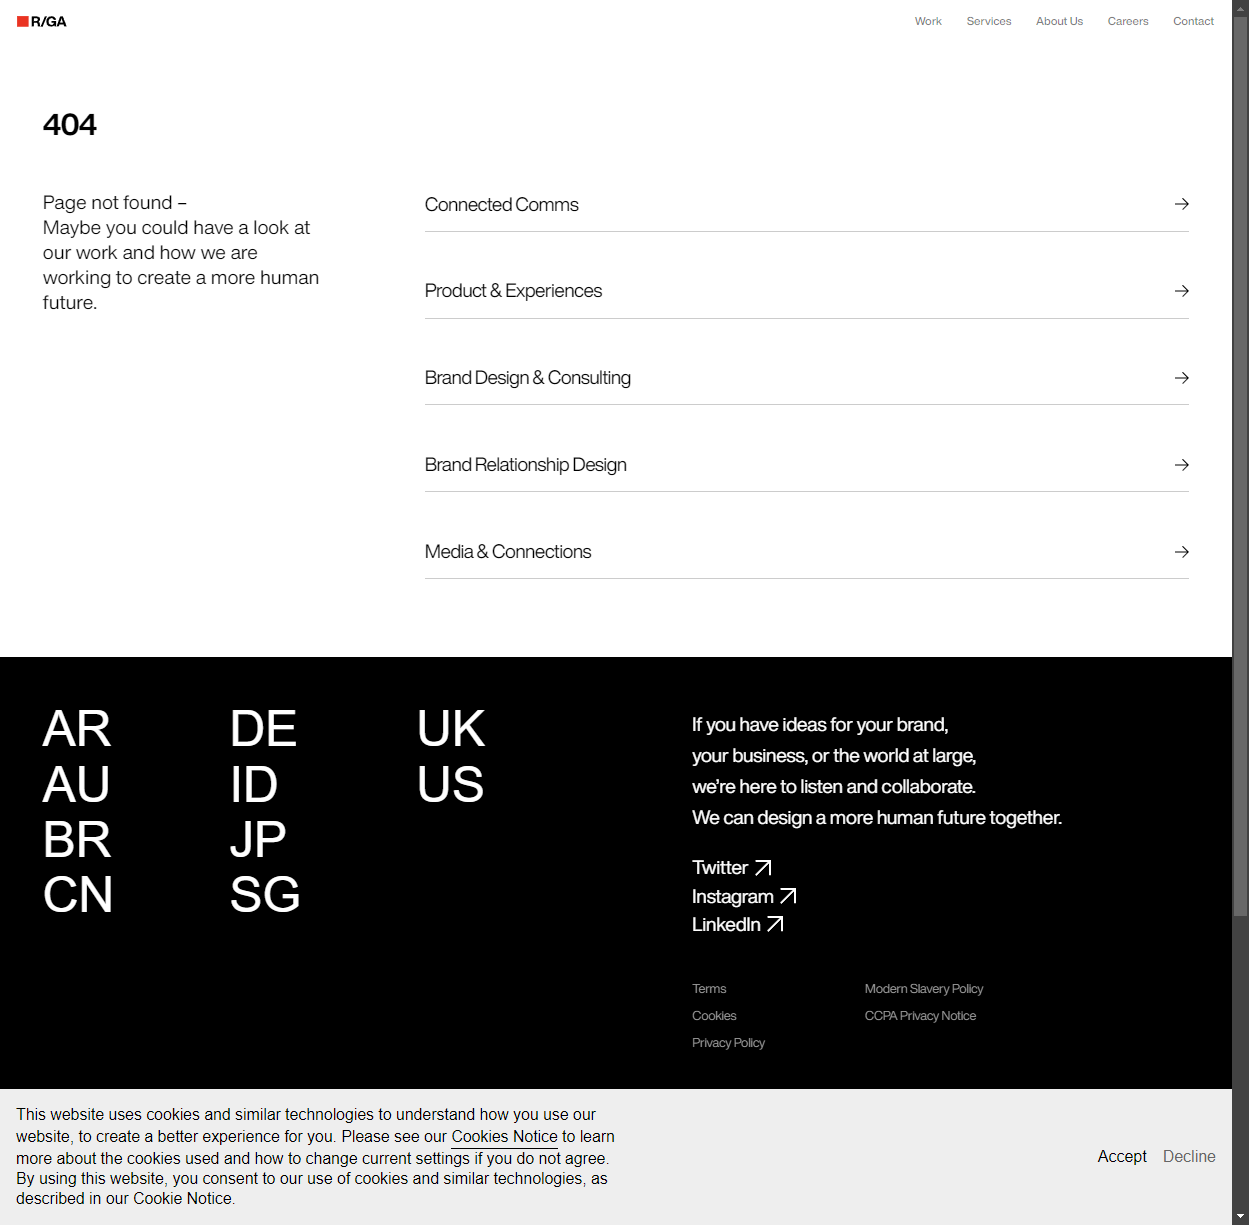 R/GA
Work
Services
About Us
Careers
Contact
404
Page not found –
Maybe you could have a look at
our work and how we are
working to create a more human
future.
Connected Comms
Product & Experiences
Brand Design & Consulting
Brand Relationship Design
Media & Connections
AR
AU
BR
CN
DE
ID
JP
SG
UK
US
If you have ideas for your brand,
your business, or the world at large,
we’re here to listen and collaborate.
We can design a more human future together.
Twitter
Instagram
LinkedIn
Terms
Cookies
Privacy Policy
Modern Slavery Policy
CCPA Privacy Notice
This website uses cookies and similar technologies to understand how you use our
website, to create a better experience for you. Please see our Cookies Notice to learn
more about the cookies used and how to change current settings if you do not agree.
By using this website, you consent to our use of cookies and similar technologies, as
described in our Cookie Notice.
Accept
Decline